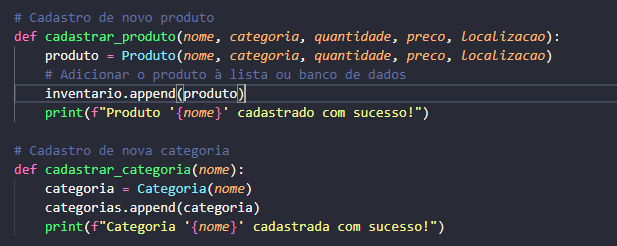 # Cadastro de novo produto
def cadastrar_produto(nome, categoria, quantidade, preco, localizacao):
    produto = Produto(nome, categoria, quantidade, preco, localizacao)
    # Adicionar o produto à lista ou banco de dados
    inventario.append(produto)
    print(f"Produto '{nome}' cadastrado com sucesso!")

# Cadastro de nova categoria
def cadastrar_categoria(nome):
    categoria = Categoria(nome)
    categorias.append(categoria)
    print(f"Categoria '{nome}' cadastrada com sucesso!")